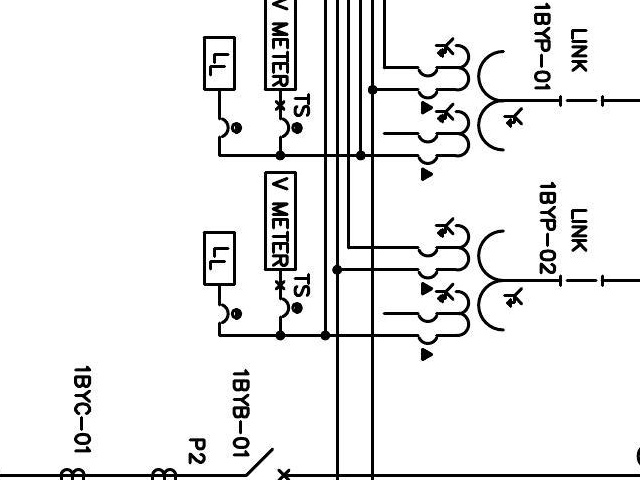 LINK
1BYP-01
V METER
LL
TS
LINK
1BYP-02
V METER
LL
TS
1BYB-01
P2
1BYC-01